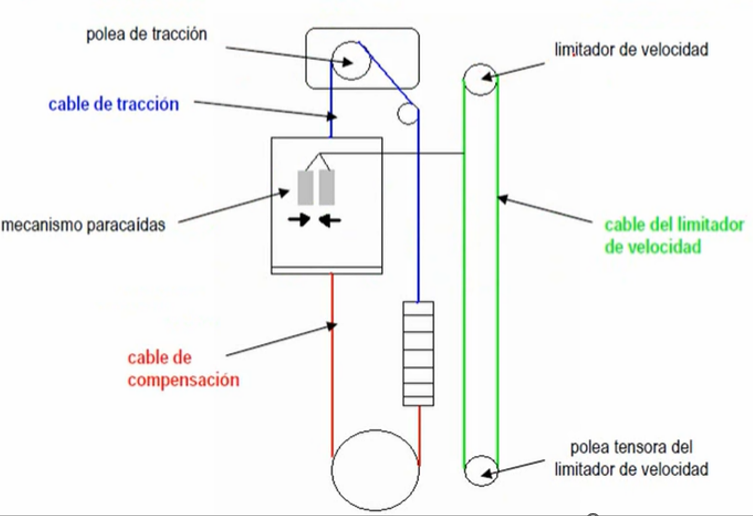 polea de tracción
limitador de velocidad
cable de tracción
mecanismo paracaídas
cable del limitador
de velocidad
cable de
compensación
polea tensora del
limitador de velocidad